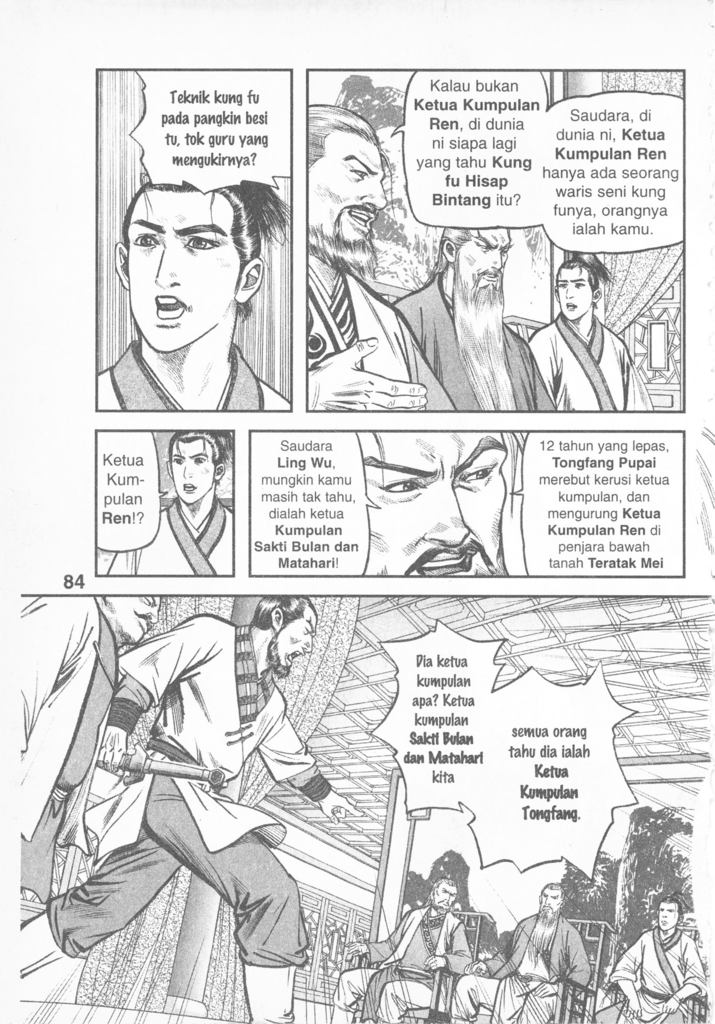 Teknik kung fu
pada pangkin besi
tu, tok guru yang
mengukirnya?
Kalau bukan
Ketua Kumpulan
Ren, di dunia
ni siapa lagi
yang tahu Kung
fu Hisap
Bintang itu?
Saudara, di
dunia ni, Ketua
Kumpulan Ren
hanya ada seorang
waris seni kung
funya, orangnya
ialah kamu.
Ketua
Kum-
pulan
Ren!?
Saudara
Ling Wu,
mungkin kamu
masih tak tahu,
dialah ketua
Kumpulan
Sakti Bulan dan
Matahari!
12 tahun yang lepas,
Tongfang Pupai
merebut kerusi ketua
kumpulan, dan
mengurung Ketua
Kumpulan Ren di
penjara bawah
tanah Teratak Mei
84
Dia ketua
kumpulan
apa? Ketua
kumpulan
Sakti Bulan
dan Matahari
kita
semua orang
tahu dia ialah
Ketua
Kumpulan
Tongfang.